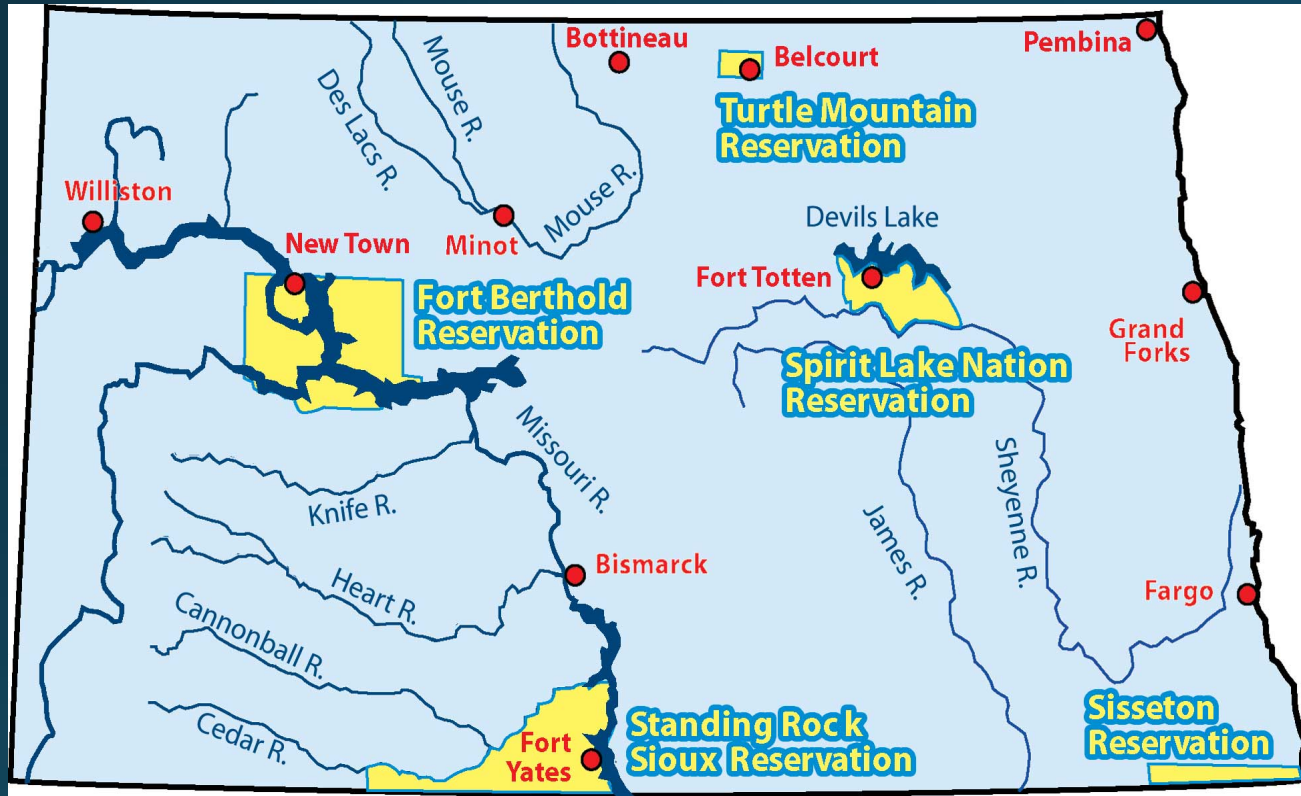 Bottineau
Pembina
Belcourt
Turtle Mountain
Reservation
Mouse R.
Des Lacs R.
Mouse R.
Williston
Minot
New Town
Devils Lake
Fort Totten
Fort Berthold
Reservation
Grand
Forks
Spirit Lake Nation
Reservation
Missouri R.
Knife R.
Sheyenne R.
James R.
Bismarck
Heart R.
Fargo
Cannonball R.
Cedar R.
Fort
Yates
Standing Rock
Sioux Reservation
Sisseton
Reservation